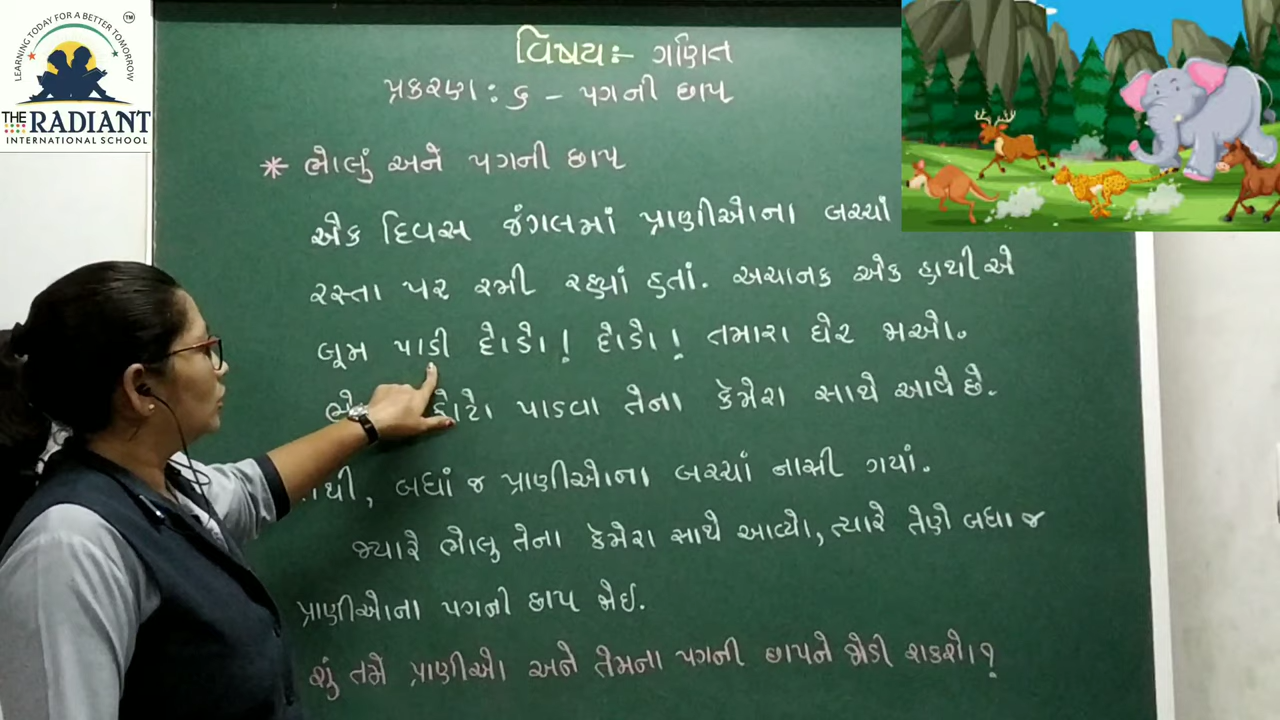 LEARNING TODAY FOR A BETTER TOMORROW
TM
THE RADIANT
INTERNATIONAL SCHOOL
વિષય:- ગણિત
પ્રકરણ: ૬ - પગની છાપ
* ભોલું અને પગની છાપ
એક દિવસ જંગલમાં પ્રાણીઓના બચ્ચાં
રસ્તા પર રમી રહ્યાં હતાં. અચાનક એક હાથીએ
બૂમ પાડી દોડો! દોડો! તમારા ઘેર જાઓ.
ફોટો પાડવા તેના કેમેરા સાથે આવે છે.
બધાં જ પ્રાણીઓના બચ્ચાં નાસી ગયાં.
જ્યારે ભોલુ તેના કેમેરા સાથે આવ્યો, ત્યારે તેણે બધા જ
પ્રાણીઓના પગની છાપ જોઈ.
શું તમે પ્રાણીઓ અને તેમના પગની છાપને જોડી શકશો?